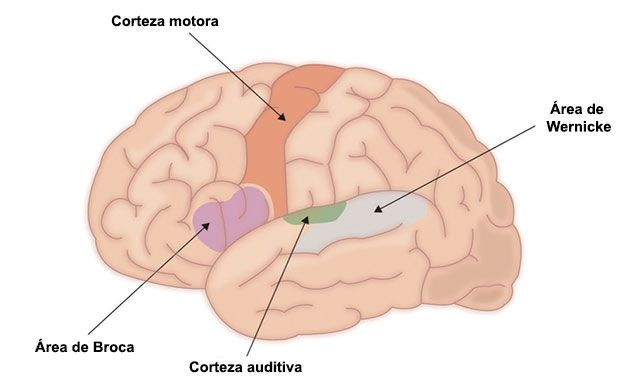 Corteza motora
Área de
Wernicke
Área de Broca
Corteza auditiva